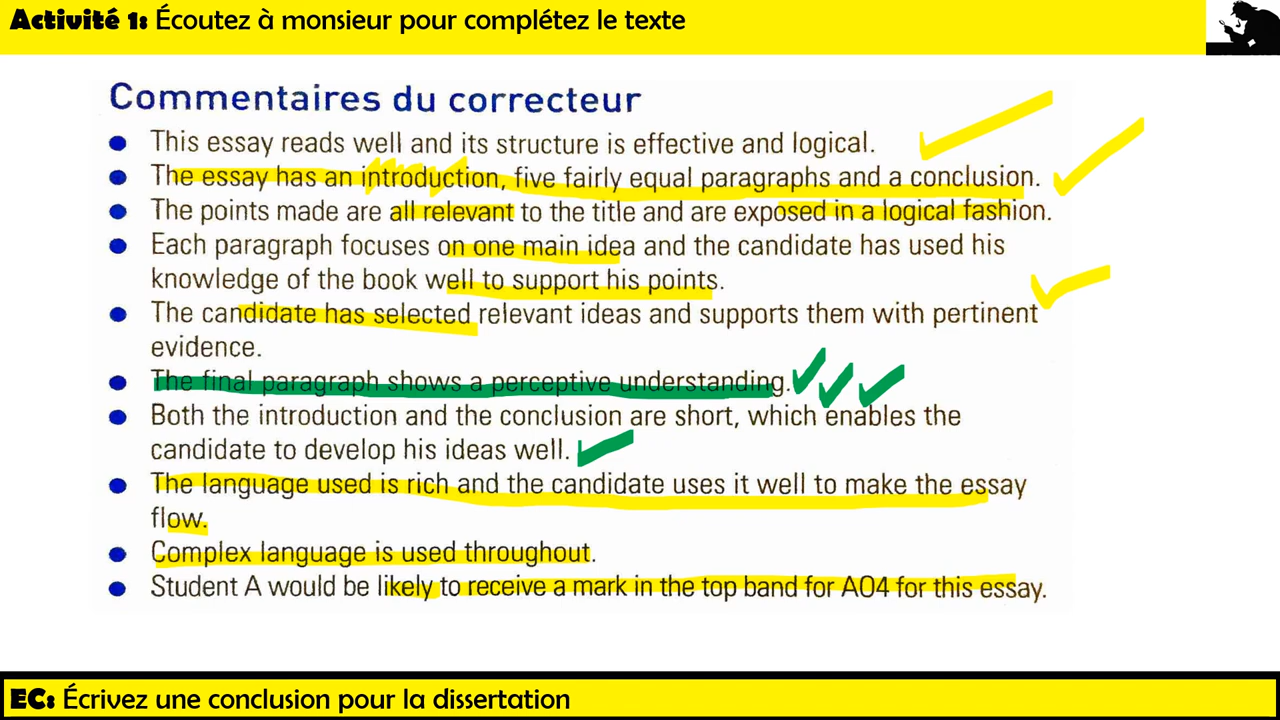 Activité 1: Écoutez à monsieur pour complétez le texte
Commentaires du correcteur
• This essay reads well and its structure is effective and logical.
• The essay has an introduction, five fairly equal paragraphs and a conclusion.
• The points made are all relevant to the title and are exposed in a logical fashion.
• Each paragraph focuses on one main idea and the candidate has used his
knowledge of the book well to support his points.
• The candidate has selected relevant ideas and supports them with pertinent
evidence.
• The final paragraph shows a perceptive understanding.
• Both the introduction and the conclusion are short, which enables the
candidate to develop his ideas well.
• The language used is rich and the candidate uses it well to make the essay
flow.
• Complex language is used throughout.
• Student A would be likely to receive a mark in the top band for AO4 for this essay.
EC: Écrivez une conclusion pour la dissertation